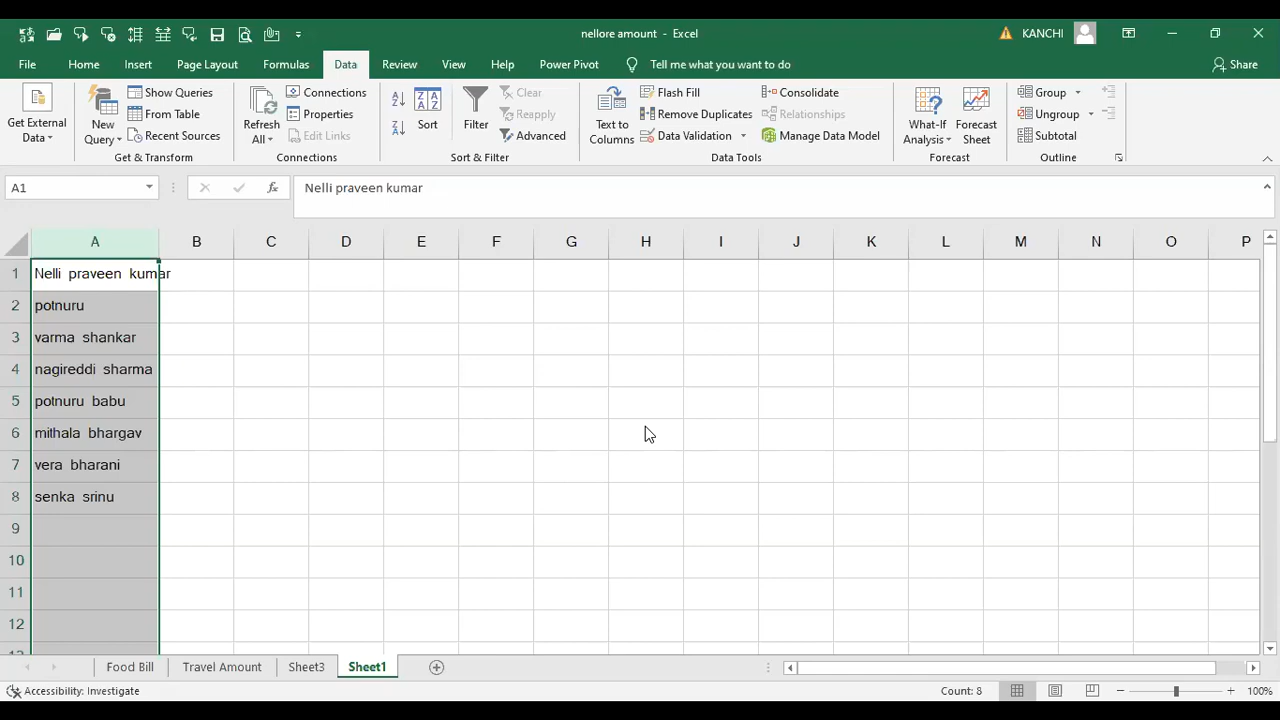 nellore amount - Excel
KANCHI
File Home Insert Page Layout Formulas Data Review View Help Power Pivot Tell me what you want to do Share
Get External Data
New Query
Show Queries
From Table
Recent Sources
Get & Transform
Refresh All
Connections
Properties
Edit Links
Connections
Sort
Filter
Clear
Reapply
Advanced
Sort & Filter
Text to Columns
Flash Fill
Remove Duplicates
Data Validation
Consolidate
Relationships
Manage Data Model
Data Tools
What-If Analysis
Forecast Sheet
Forecast
Group
Ungroup
Subtotal
Outline
A1 fx Nelli praveen kumar
A B C D E F G H I J K L M N O P
1 Nelli praveen kumar
2 potnuru
3 varma shankar
4 nagireddi sharma
5 potnuru babu
6 mithala bhargav
7 vera bharani
8 senka srinu
9
10
11
12
Food Bill Travel Amount Sheet3 Sheet1
Accessibility: Investigate Count: 8 100%